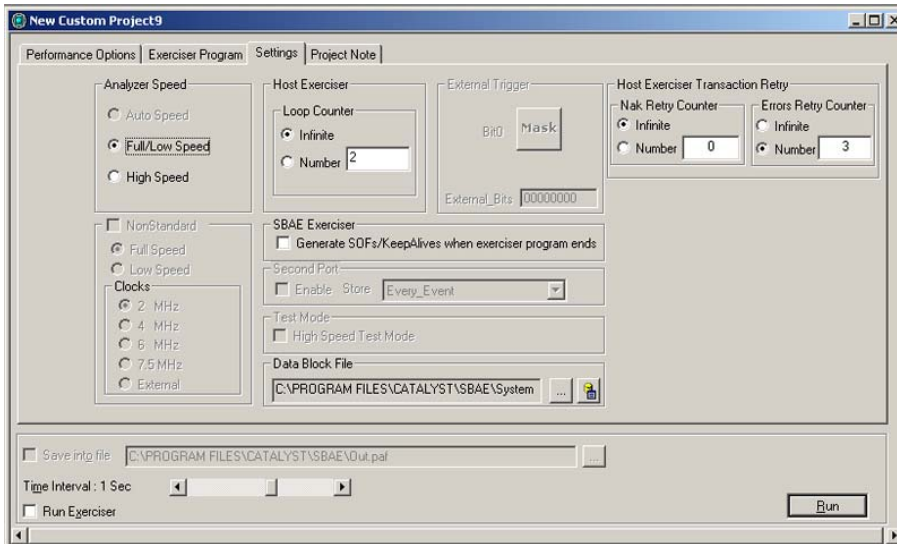 New Custom Project9
Performance Options
Exerciser Program
Settings
Project Note
Analyzer Speed
Auto Speed
Full/Low Speed
High Speed
NonStandard
Full Speed
Low Speed
Clocks
2 MHz
4 MHz
6 MHz
7.5 MHz
External
Host Exerciser
Loop Counter
Infinite
Number 2
External Trigger
Bit0 Mask
External_Bits 00000000
Host Exerciser Transaction Retry
Nak Retry Counter
Infinite
Number 0
Errors Retry Counter
Infinite
Number 3
SBAE Exerciser
Generate SOFs/KeepAlives when exerciser program ends
Second Port
Enable Store Every_Event
Test Mode
High Speed Test Mode
Data Block File
C:\PROGRAM FILES\CATALYST\SBAE\System ...
Save into file C:\PROGRAM FILES\CATALYST\SBAE\Out.paf ...
Time Interval : 1 Sec
Run Exerciser
Run